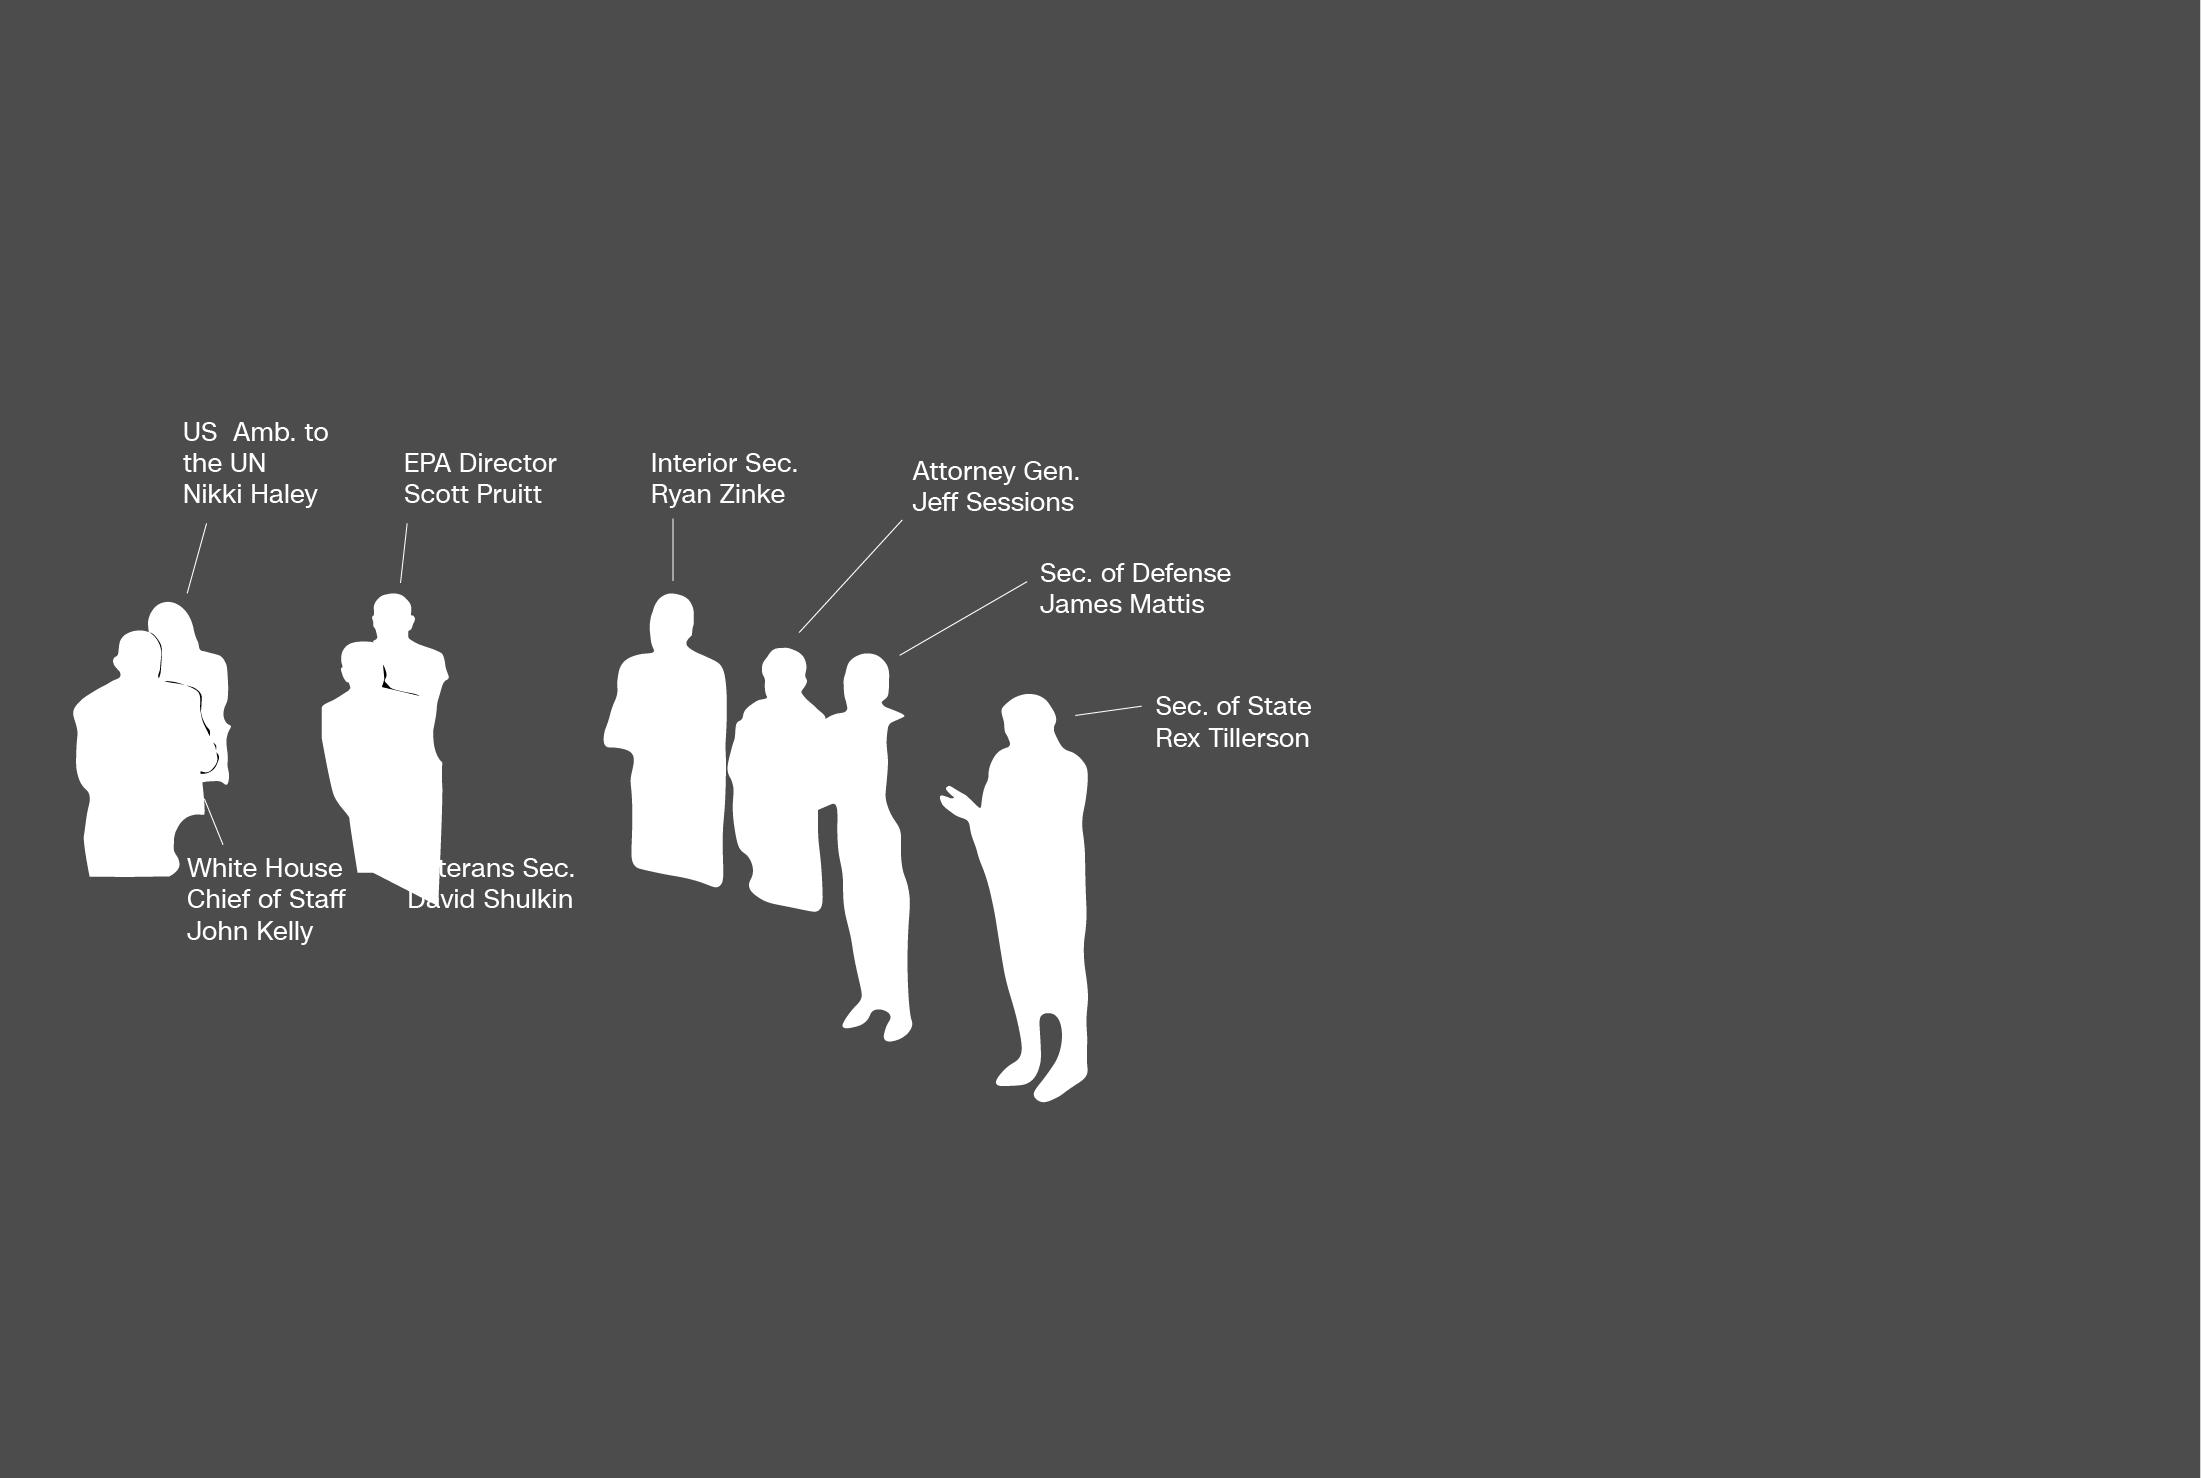 US Amb. to
the UN
Nikki Haley
EPA Director
Scott Pruitt
Interior Sec.
Ryan Zinke
Attorney Gen.
Jeff Sessions
Sec. of Defense
James Mattis
Sec. of State
Rex Tillerson
White House
Chief of Staff
John Kelly
terans Sec.
David Shulkin